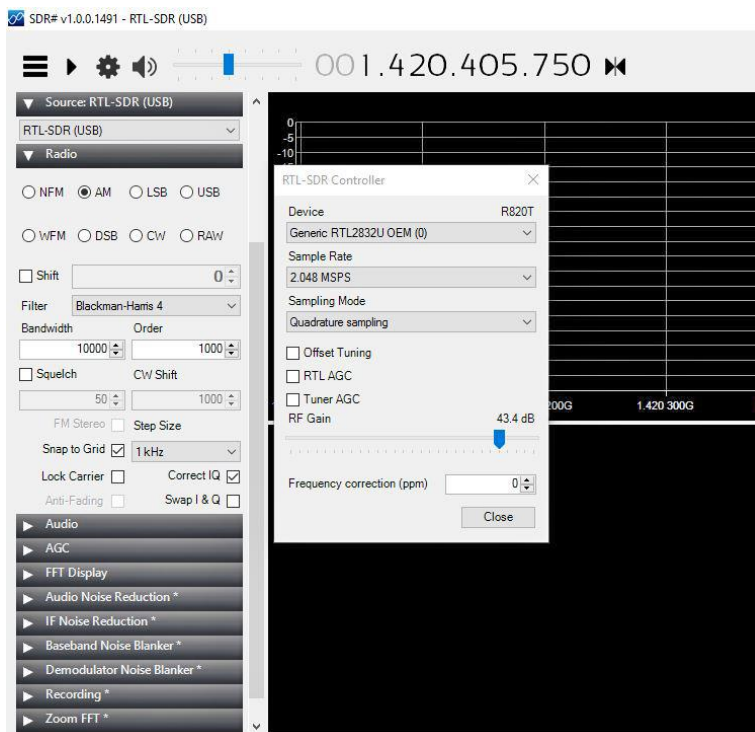 SDR# v1.0.0.1491 - RTL-SDR (USB)
001.420.405.750
Source: RTL-SDR (USB)
RTL-SDR (USB)
Radio
NFM AM LSB USB
WFM DSB CW RAW
Shift 0
Filter Blackman-Harris 4
Bandwidth Order
10000 1000
Squelch CW Shift
50 1000
FM Stereo Step Size
Snap to Grid 1 kHz
Lock Carrier Correct IQ
Anti-Fading Swap I & Q
Audio
AGC
FFT Display
Audio Noise Reduction *
IF Noise Reduction *
Baseband Noise Blanker *
Demodulator Noise Blanker *
Recording *
Zoom FFT *
0
-5
-10
RTL-SDR Controller
Device R820T
Generic RTL2832U OEM (0)
Sample Rate
2.048 MSPS
Sampling Mode
Quadrature sampling
Offset Tuning
RTL AGC
Tuner AGC
RF Gain 43.4 dB
Frequency correction (ppm) 0
Close
1.420 300G